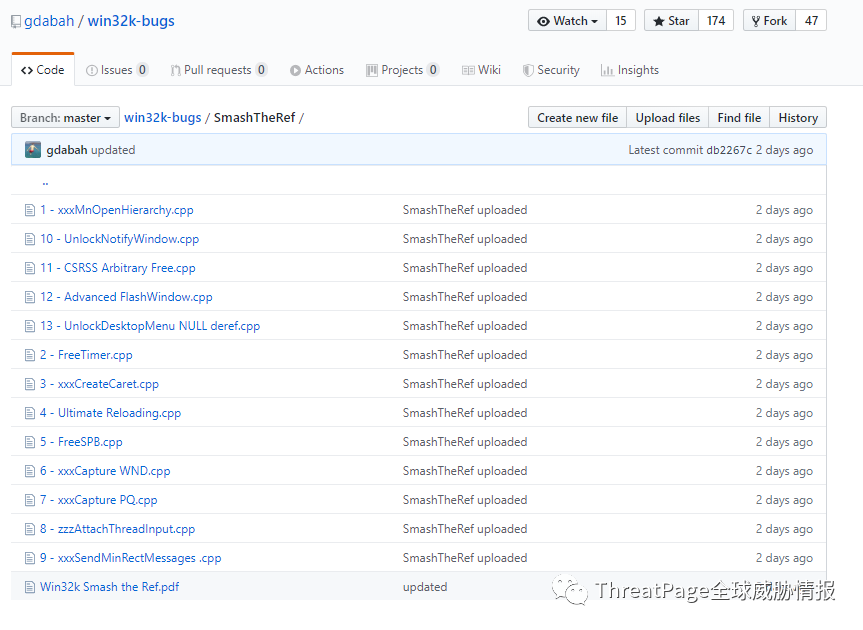 gdabah / win32k-bugs Watch 15 Star 174 Fork 47
Code Issues 0 Pull requests 0 Actions Projects 0 Wiki Security Insights
Branch: master win32k-bugs / SmashTheRef / Create new file Upload files Find file History
gdabah updated Latest commit db2267c 2 days ago
..
1 - xxxMnOpenHierarchy.cpp SmashTheRef uploaded 2 days ago
10 - UnlockNotifyWindow.cpp SmashTheRef uploaded 2 days ago
11 - CSRSS Arbitrary Free.cpp SmashTheRef uploaded 2 days ago
12 - Advanced FlashWindow.cpp SmashTheRef uploaded 2 days ago
13 - UnlockDesktopMenu NULL deref.cpp SmashTheRef uploaded 2 days ago
2 - FreeTimer.cpp SmashTheRef uploaded 2 days ago
3 - xxxCreateCaret.cpp SmashTheRef uploaded 2 days ago
4 - Ultimate Reloading.cpp SmashTheRef uploaded 2 days ago
5 - FreeSPB.cpp SmashTheRef uploaded 2 days ago
6 - xxxCapture WND.cpp SmashTheRef uploaded 2 days ago
7 - xxxCapture PQ.cpp SmashTheRef uploaded 2 days ago
8 - zzzAttachThreadInput.cpp SmashTheRef uploaded 2 days ago
9 - xxxSendMinRectMessages .cpp SmashTheRef uploaded 2 days ago
Win32k Smash the Ref.pdf updated
ThreatPage全球威胁情报